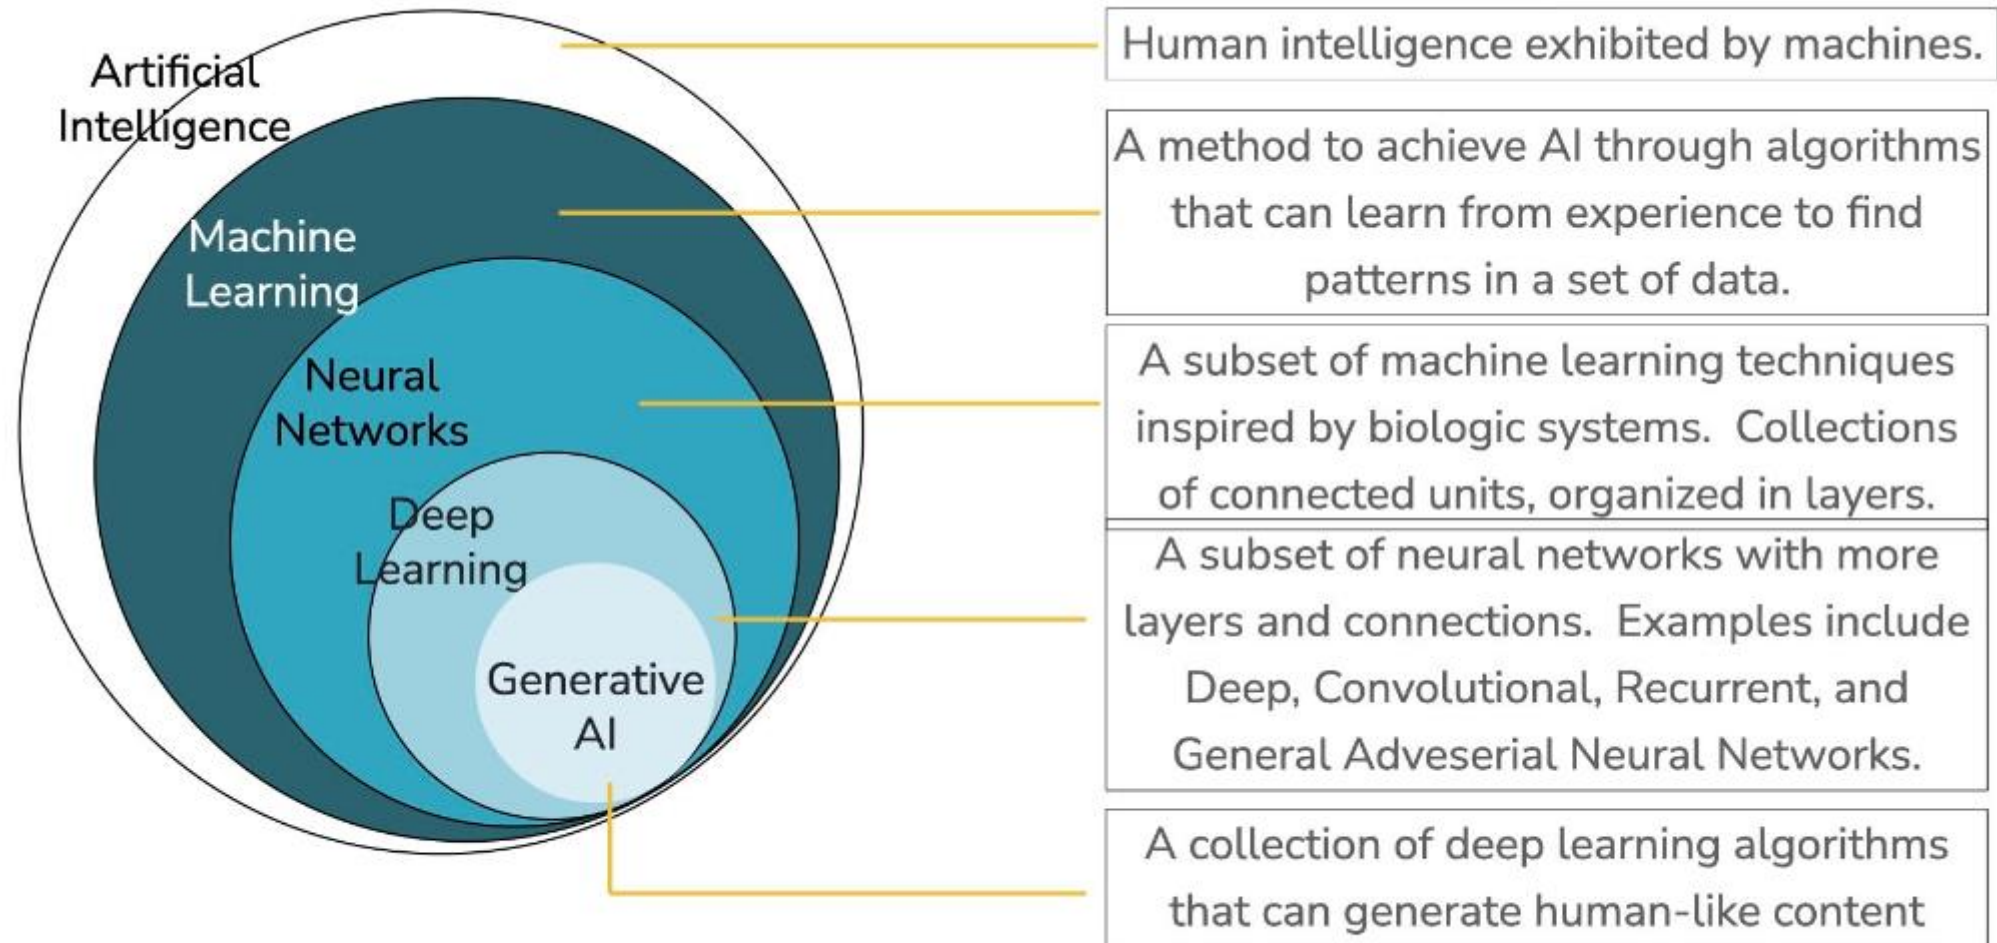 Artificial
Intelligence
Machine
Learning
Neural
Networks
Deep
Learning
Generative
AI
Human intelligence exhibited by machines.
A method to achieve AI through algorithms
that can learn from experience to find
patterns in a set of data.
A subset of machine learning techniques
inspired by biologic systems.  Collections
of connected units, organized in layers.
A subset of neural networks with more
layers and connections.  Examples include
Deep, Convolutional, Recurrent, and
General Adveserial Neural Networks.
A collection of deep learning algorithms
that can generate human-like content